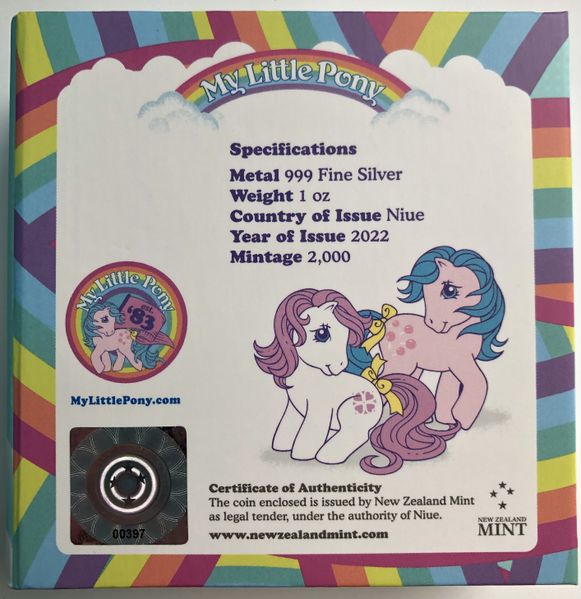 My Little Pony
Specifications
Metal 999 Fine Silver
Weight 1 oz
Country of Issue Niue
Year of Issue 2022
Mintage 2,000
My Little Pony
EST.
'83
MyLittlePony.com
00397
Certificate of Authenticity
The coin enclosed is issued by New Zealand Mint
as legal tender, under the authority of Niue.
www.newzealandmint.com
NEW ZEALAND
MINT